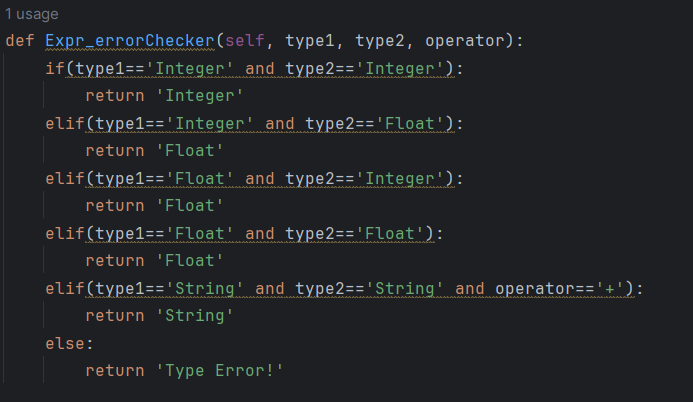 1 usage
def Expr_errorChecker(self, type1, type2, operator):
    if(type1=='Integer' and type2=='Integer'):
        return 'Integer'
    elif(type1=='Integer' and type2=='Float'):
        return 'Float'
    elif(type1=='Float' and type2=='Integer'):
        return 'Float'
    elif(type1=='Float' and type2=='Float'):
        return 'Float'
    elif(type1=='String' and type2=='String' and operator=='+'):
        return 'String'
    else:
        return 'Type Error!'